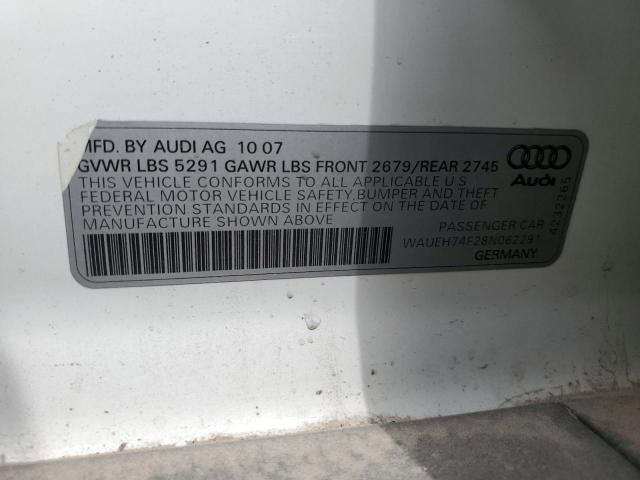 MFD. BY AUDI AG 10 07
GVWR LBS 5291 GAWR LBS FRONT 2679/REAR 2745
THIS VEHICLE CONFORMS TO ALL APPLICABLE U.S.
FEDERAL MOTOR VEHICLE SAFETY, BUMPER AND THEFT
PREVENTION STANDARDS IN EFFECT ON THE DATE OF
MANUFACTURE SHOWN ABOVE
Audi
PASSENGER CAR
WAUEH74F28N062291
GERMANY
4232265